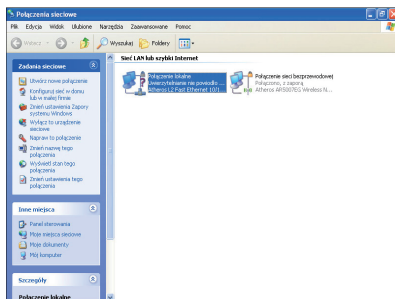 Połączenia sieciowe
Plik Edycja Widok Ulubione Narzędzia Zaawansowane Pomoc
Wstecz
Wyszukaj Foldery
Zadania sieciowe
Utwórz nowe połączenie
Konfiguruj sieć w domu
lub w małej firmie
Zmień ustawienia Zapory
systemu Windows
Wyłącz to urządzenie
sieciowe
Napraw to połączenie
Zmień nazwę tego
połączenia
Wyświetl stan tego
połączenia
Zmień ustawienia tego
połączenia
Inne miejsca
Panel sterowania
Moje miejsca sieciowe
Moje dokumenty
Mój komputer
Szczegóły
Połączenie lokalne
Sieć LAN lub szybki Internet
Połączenie lokalne
Uwierzytelnianie nie powiodło ...
Atheros L2 Fast Ethernet 10/1...
Połączenie sieci bezprzewodowej
Połączono, z zaporą
Atheros AR5007EG Wireless N...